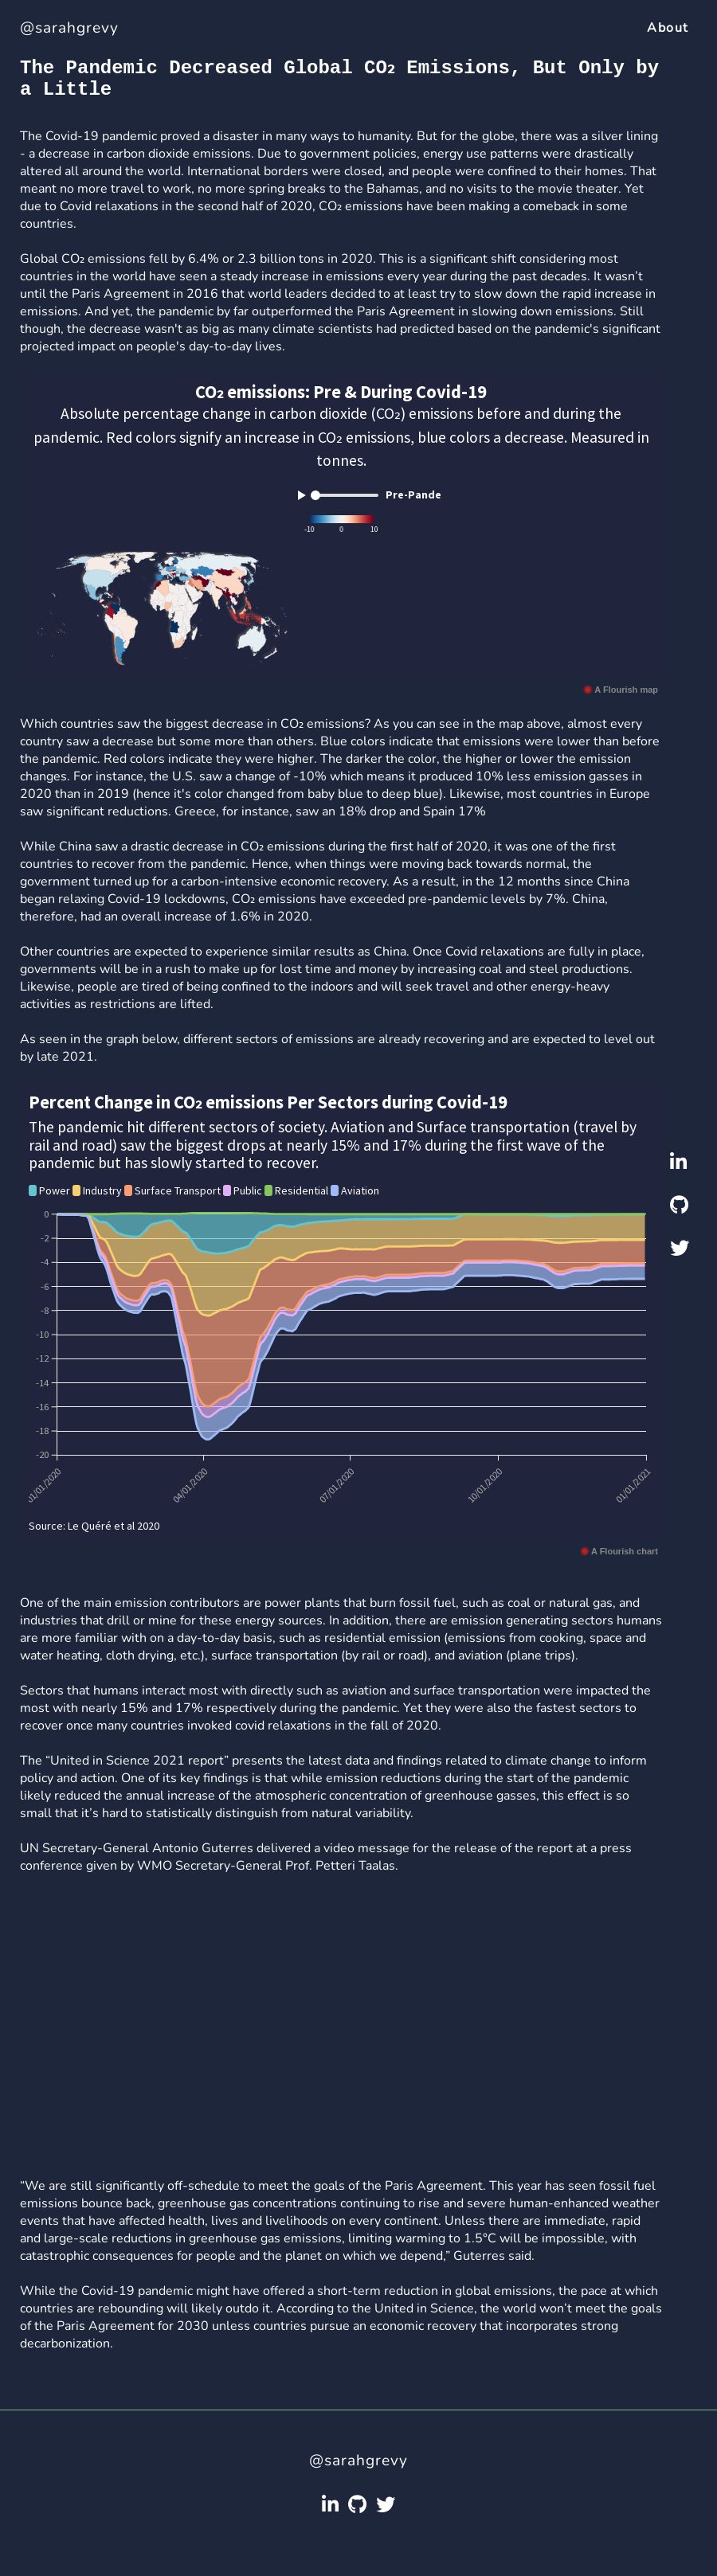 @sarahgrevy
About
The Pandemic Decreased Global CO₂ Emissions, But Only by
a Little
The Covid-19 pandemic proved a disaster in many ways to humanity. But for the globe, there was a silver lining
- a decrease in carbon dioxide emissions. Due to government policies, energy use patterns were drastically
altered all around the world. International borders were closed, and people were confined to their homes. That
meant no more travel to work, no more spring breaks to the Bahamas, and no visits to the movie theater. Yet
due to Covid relaxations in the second half of 2020, CO₂ emissions have been making a comeback in some
countries.
Global CO₂ emissions fell by 6.4% or 2.3 billion tons in 2020. This is a significant shift considering most
countries in the world have seen a steady increase in emissions every year during the past decades. It wasn’t
until the Paris Agreement in 2016 that world leaders decided to at least try to slow down the rapid increase in
emissions. And yet, the pandemic by far outperformed the Paris Agreement in slowing down emissions. Still
though, the decrease wasn't as big as many climate scientists had predicted based on the pandemic's significant
projected impact on people's day-to-day lives.
CO₂ emissions: Pre & During Covid-19
Absolute percentage change in carbon dioxide (CO₂) emissions before and during the
pandemic. Red colors signify an increase in CO₂ emissions, blue colors a decrease. Measured in
tonnes.
Pre-Pande
-10 0 10
A Flourish map
Which countries saw the biggest decrease in CO₂ emissions? As you can see in the map above, almost every
country saw a decrease but some more than others. Blue colors indicate that emissions were lower than before
the pandemic. Red colors indicate they were higher. The darker the color, the higher or lower the emission
changes. For instance, the U.S. saw a change of -10% which means it produced 10% less emission gasses in
2020 than in 2019 (hence it's color changed from baby blue to deep blue). Likewise, most countries in Europe
saw significant reductions. Greece, for instance, saw an 18% drop and Spain 17%
While China saw a drastic decrease in CO₂ emissions during the first half of 2020, it was one of the first
countries to recover from the pandemic. Hence, when things were moving back towards normal, the
government turned up for a carbon-intensive economic recovery. As a result, in the 12 months since China
began relaxing Covid-19 lockdowns, CO₂ emissions have exceeded pre-pandemic levels by 7%. China,
therefore, had an overall increase of 1.6% in 2020.
Other countries are expected to experience similar results as China. Once Covid relaxations are fully in place,
governments will be in a rush to make up for lost time and money by increasing coal and steel productions.
Likewise, people are tired of being confined to the indoors and will seek travel and other energy-heavy
activities as restrictions are lifted.
As seen in the graph below, different sectors of emissions are already recovering and are expected to level out
by late 2021.
Percent Change in CO₂ emissions Per Sectors during Covid-19
The pandemic hit different sectors of society. Aviation and Surface transportation (travel by
rail and road) saw the biggest drops at nearly 15% and 17% during the first wave of the
pandemic but has slowly started to recover.
Power Industry Surface Transport Public Residential Aviation
0
-2
-4
-6
-8
-10
-12
-14
-16
-18
-20
01/01/2020 04/01/2020 07/01/2020 10/01/2020 01/01/2021
Source: Le Quéré et al 2020
A Flourish chart
One of the main emission contributors are power plants that burn fossil fuel, such as coal or natural gas, and
industries that drill or mine for these energy sources. In addition, there are emission generating sectors humans
are more familiar with on a day-to-day basis, such as residential emission (emissions from cooking, space and
water heating, cloth drying, etc.), surface transportation (by rail or road), and aviation (plane trips).
Sectors that humans interact most with directly such as aviation and surface transportation were impacted the
most with nearly 15% and 17% respectively during the pandemic. Yet they were also the fastest sectors to
recover once many countries invoked covid relaxations in the fall of 2020.
The “United in Science 2021 report” presents the latest data and findings related to climate change to inform
policy and action. One of its key findings is that while emission reductions during the start of the pandemic
likely reduced the annual increase of the atmospheric concentration of greenhouse gasses, this effect is so
small that it’s hard to statistically distinguish from natural variability.
UN Secretary-General Antonio Guterres delivered a video message for the release of the report at a press
conference given by WMO Secretary-General Prof. Petteri Taalas.
“We are still significantly off-schedule to meet the goals of the Paris Agreement. This year has seen fossil fuel
emissions bounce back, greenhouse gas concentrations continuing to rise and severe human-enhanced weather
events that have affected health, lives and livelihoods on every continent. Unless there are immediate, rapid
and large-scale reductions in greenhouse gas emissions, limiting warming to 1.5°C will be impossible, with
catastrophic consequences for people and the planet on which we depend,” Guterres said.
While the Covid-19 pandemic might have offered a short-term reduction in global emissions, the pace at which
countries are rebounding will likely outdo it. According to the United in Science, the world won’t meet the goals
of the Paris Agreement for 2030 unless countries pursue an economic recovery that incorporates strong
decarbonization.
@sarahgrevy